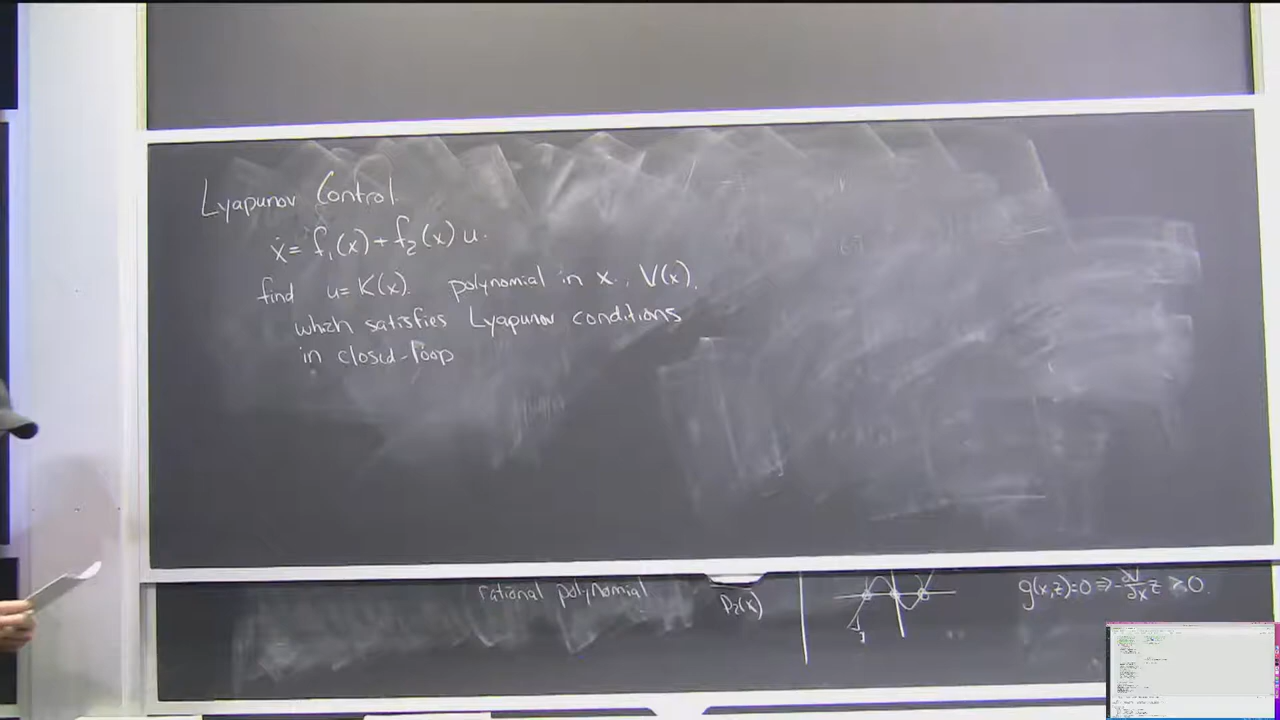 Lyapunov Control.
ẋ = f₁(x) + f₂(x) u.
find u = K(x). polynomial in x., V(x).
which satisfies Lyapunov conditions
in closed-loop
rational polynomial
P₂(x)
g(x,z)=0 ⇒ -∂V/∂x z ≥ 0.